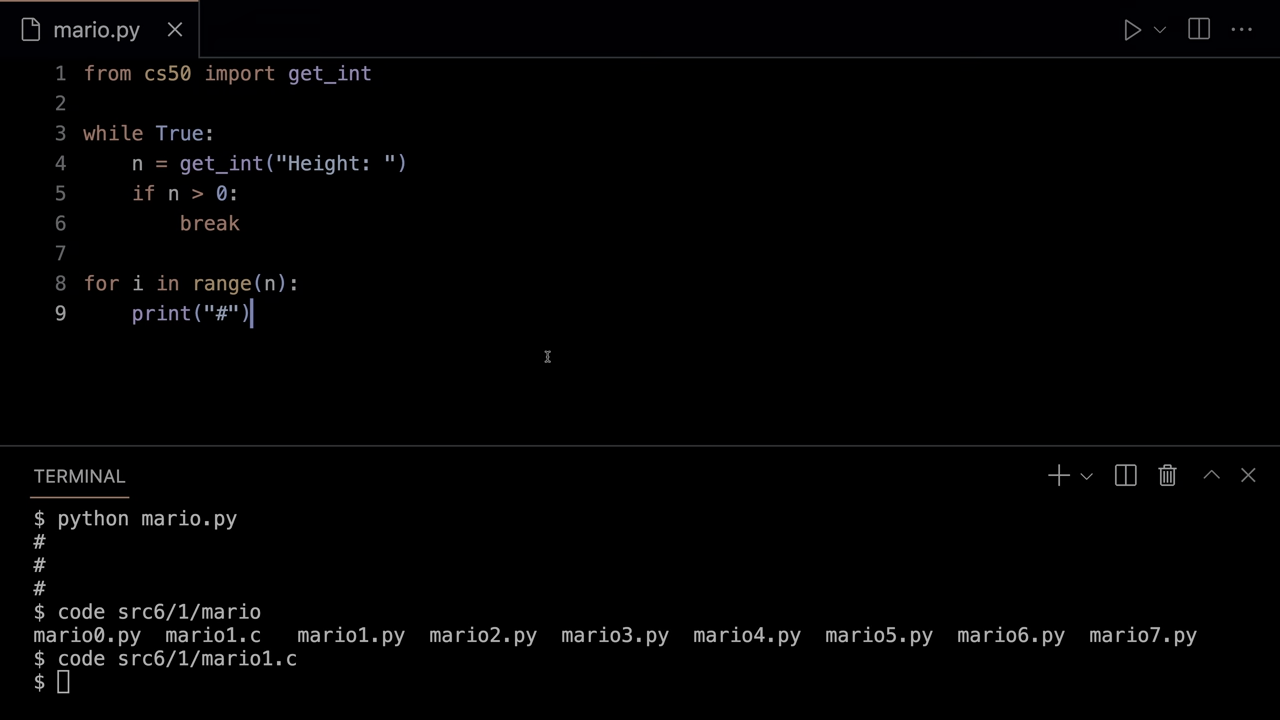 mario.py
1 from cs50 import get_int
2
3 while True:
4     n = get_int("Height: ")
5     if n > 0:
6         break
7
8 for i in range(n):
9     print("#")
TERMINAL
$ python mario.py
#
#
#
$ code src6/1/mario
mario0.py  mario1.c   mario1.py  mario2.py  mario3.py  mario4.py  mario5.py  mario6.py  mario7.py
$ code src6/1/mario1.c
$